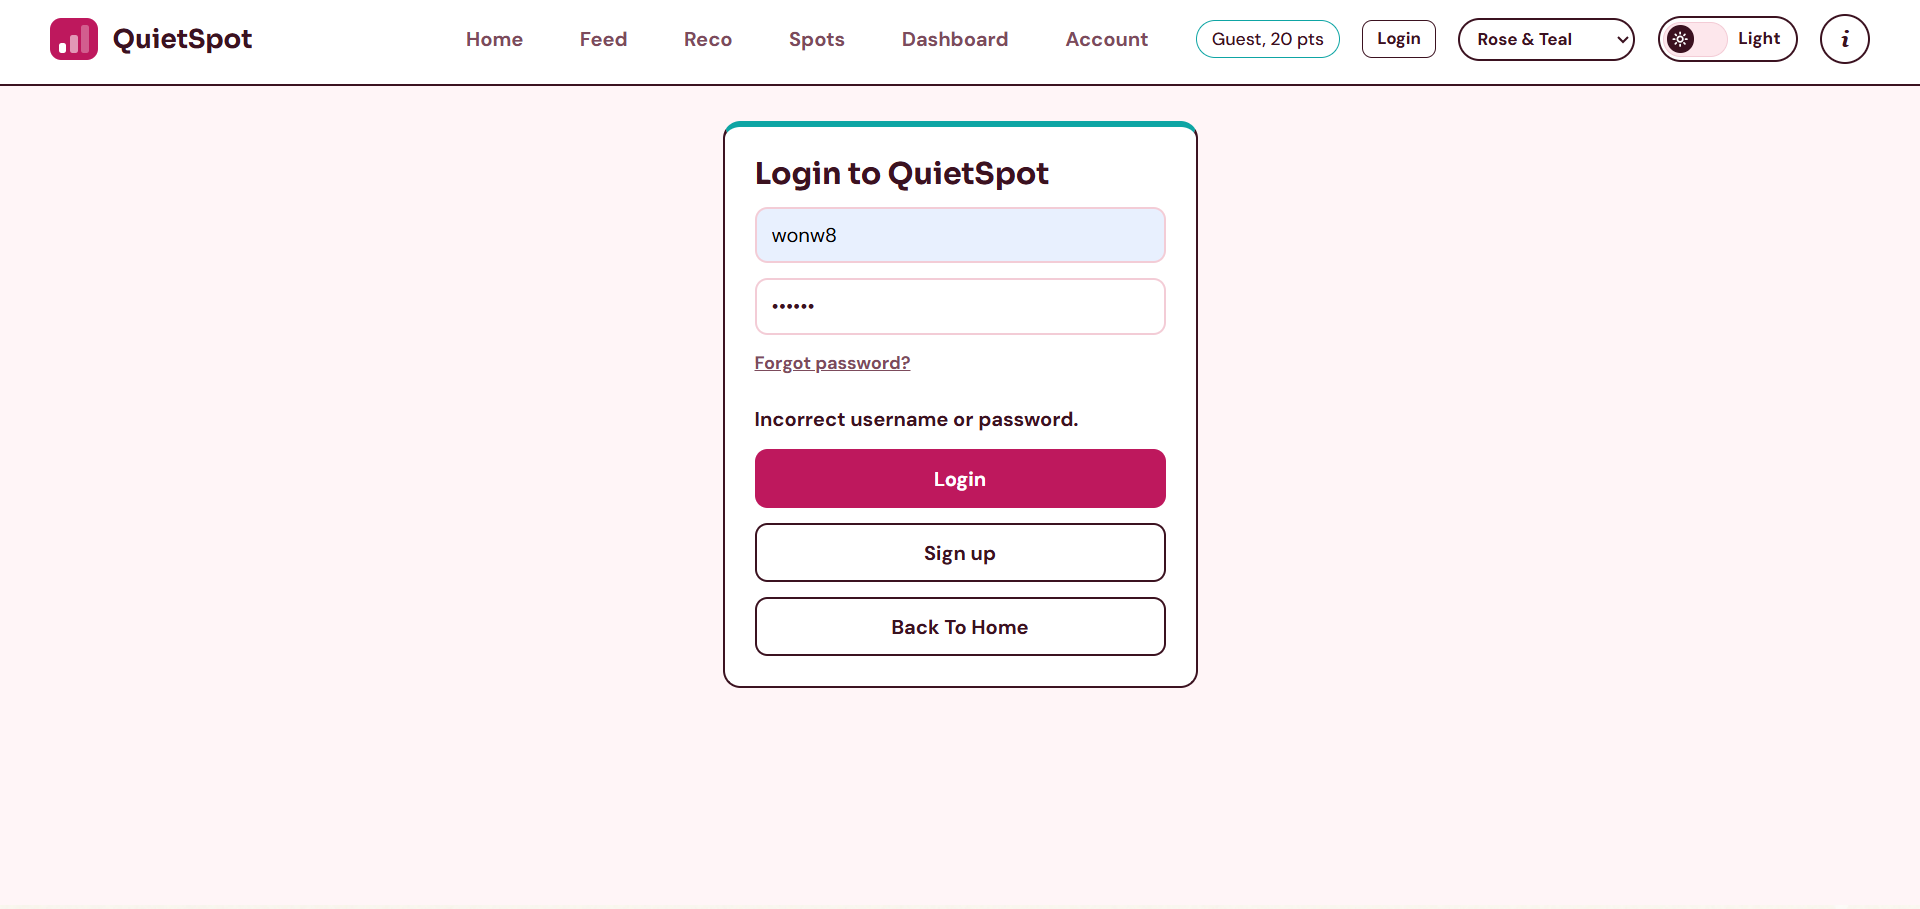 QuietSpot
Home
Feed
Reco
Spots
Dashboard
Account
Guest, 20 pts
Login
Rose & Teal
Light
i
Login to QuietSpot
wonw8
••••••
Forgot password?
Incorrect username or password.
Login
Sign up
Back To Home